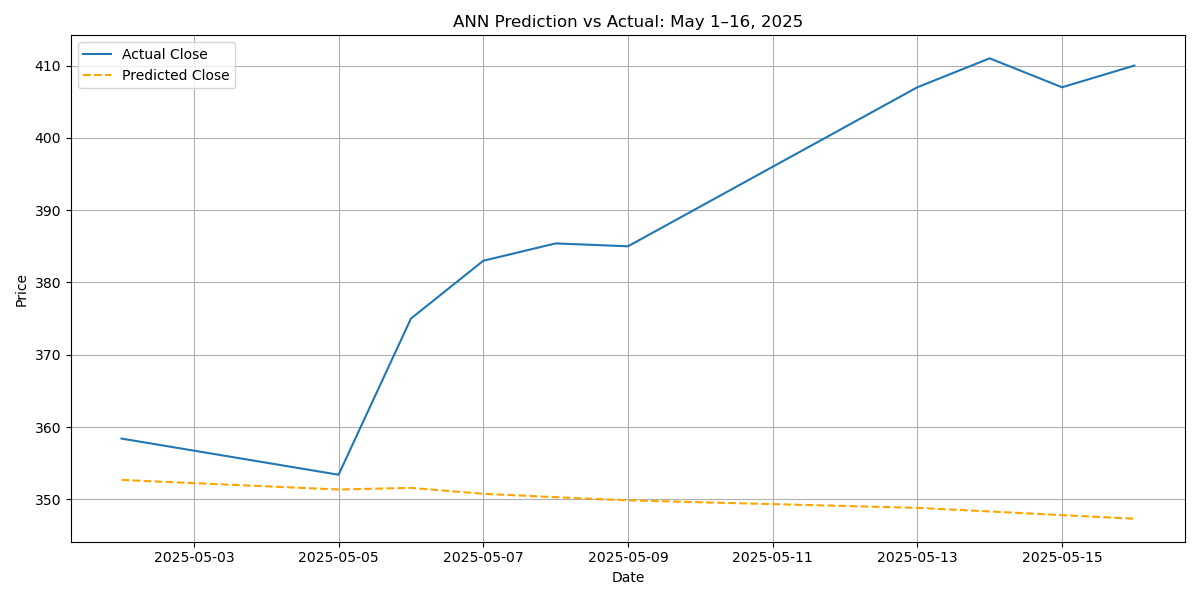 ANN Prediction vs Actual: May 1–16, 2025
Actual Close
Predicted Close
Price
410
400
390
380
370
360
350
2025-05-03
2025-05-05
2025-05-07
2025-05-09
2025-05-11
2025-05-13
2025-05-15
Date